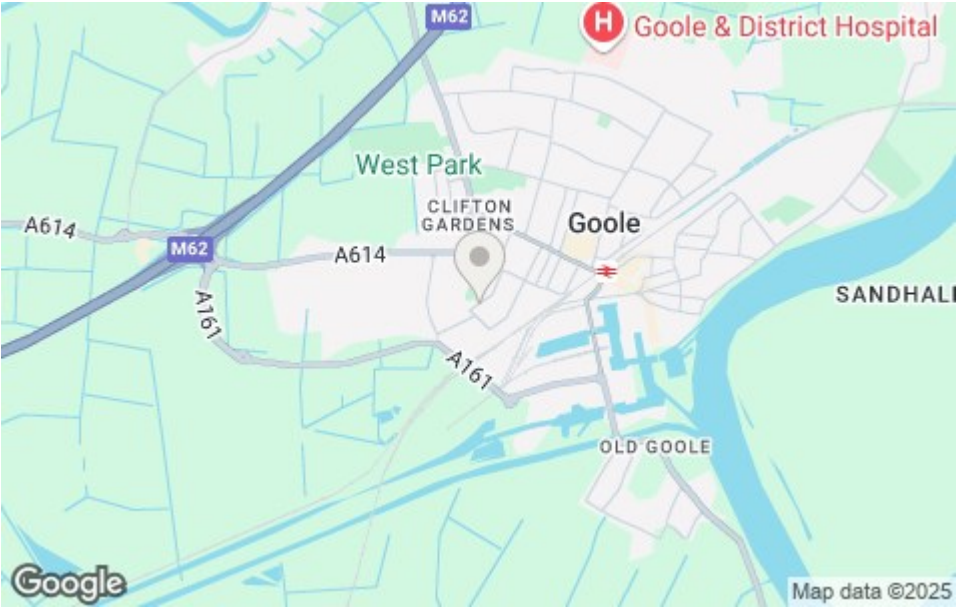 M62
H
Goole & District Hospital
West Park
CLIFTON
GARDENS
Goole
A614
M62
A614
A161
SANDHALL
A161
OLD GOOLE
Google
Map data ©2025